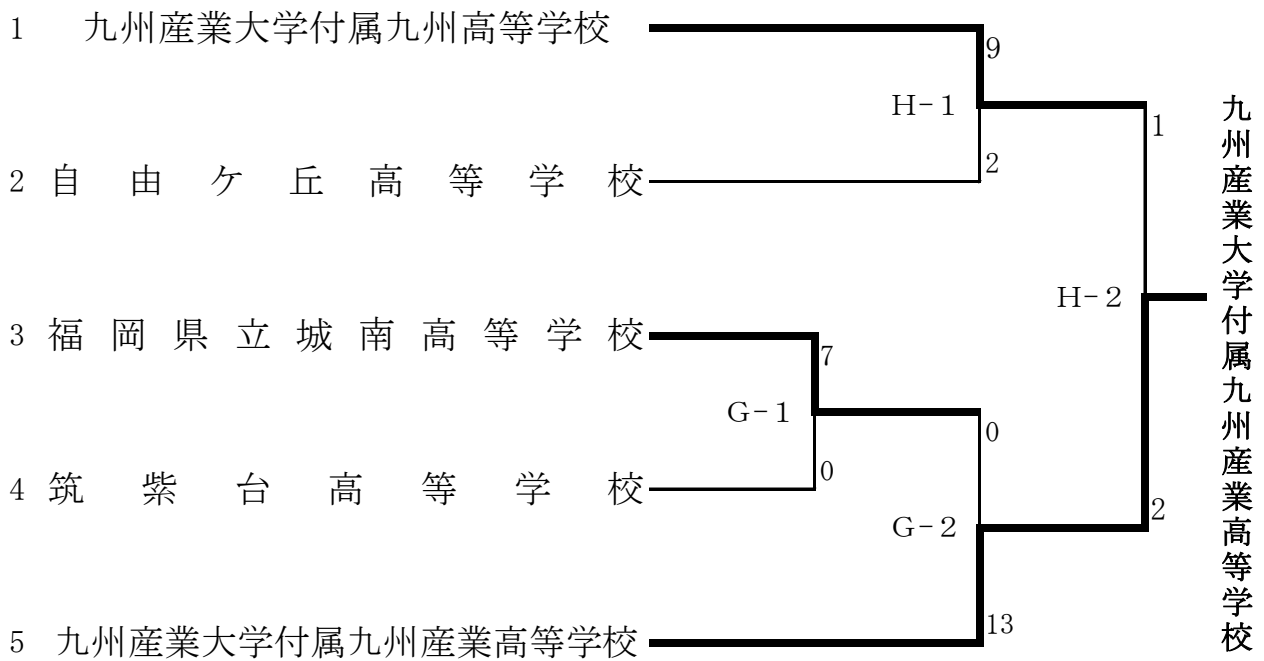 1 九州産業大学付属九州高等学校
9
H-1
2
2 自由ケ丘高等学校
1
H-2
2
3 福岡県立城南高等学校
7
G-1
0
4 筑紫台高等学校
0
G-2
13
5 九州産業大学付属九州産業高等学校
九州産業大学付属九州産業高等学校